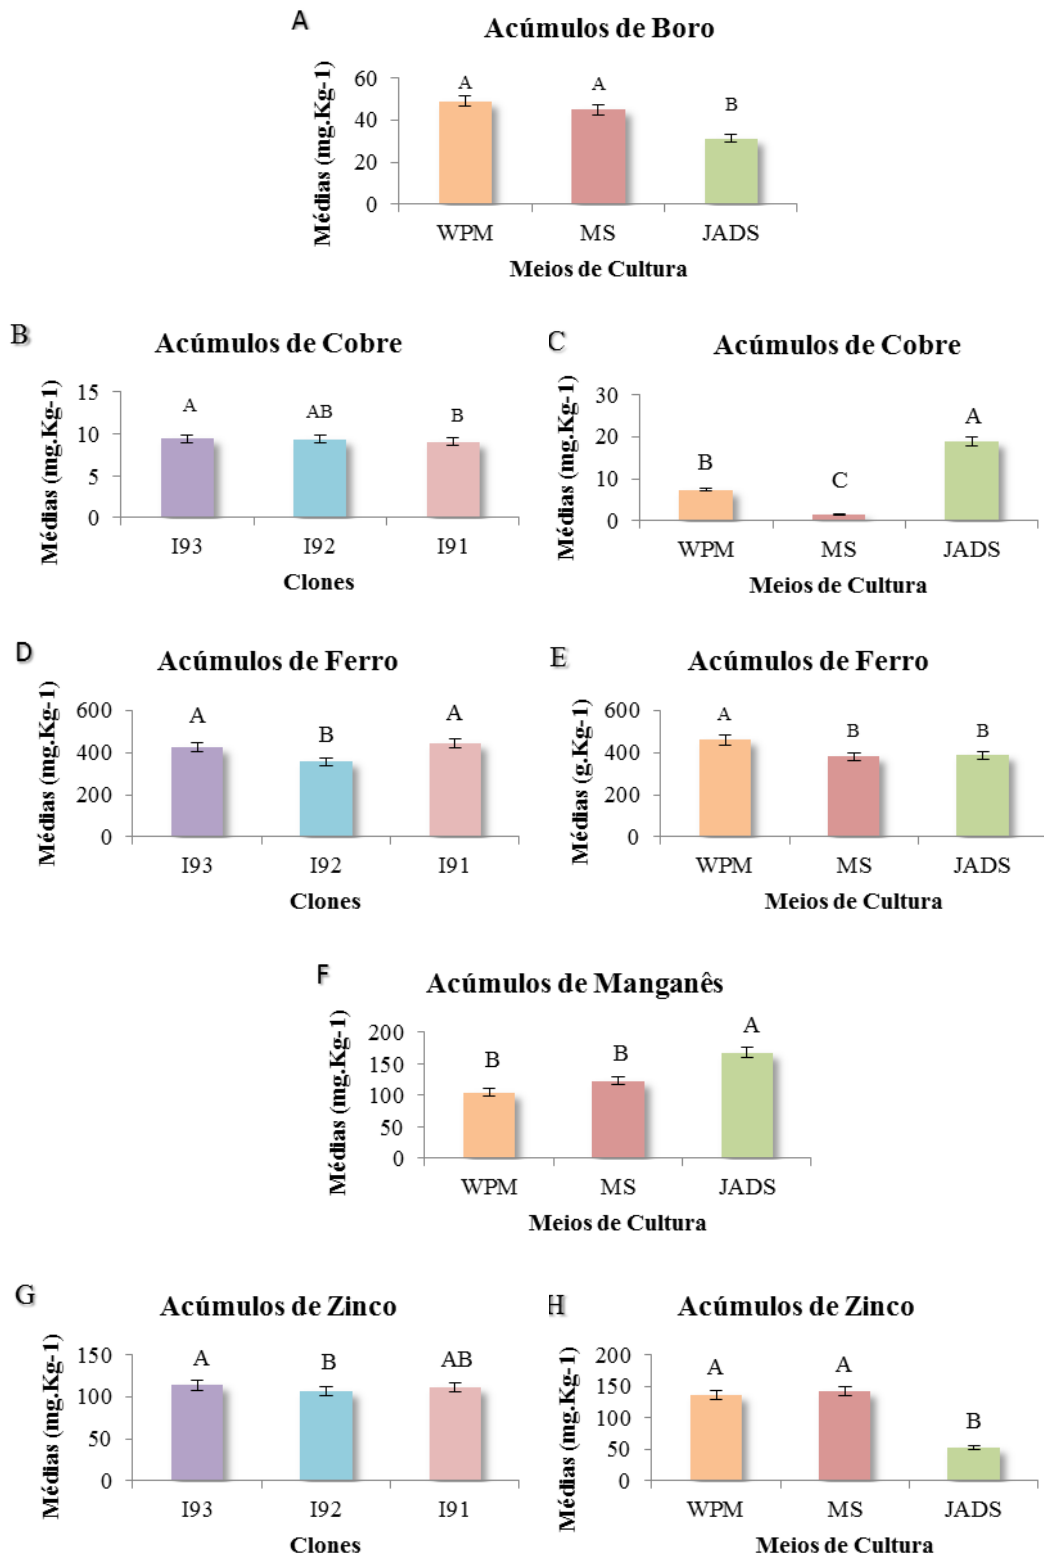 A
Acúmulos de Boro
Médias (mg.Kg-1)
60
40
20
0
A
A
B
WPM
MS
JADS
Meios de Cultura
B
Acúmulos de Cobre
Médias (mg.Kg-1)
15
10
5
0
A
AB
B
I93
I92
I91
Clones
C
Acúmulos de Cobre
Médias (mg.Kg-1)
30
20
10
0
B
C
A
WPM
MS
JADS
Meios de Cultura
D
Acúmulos de Ferro
Médias (mg.Kg-1)
600
400
200
0
A
B
A
I93
I92
I91
Clones
E
Acúmulos de Ferro
Médias (g.Kg-1)
600
400
200
0
A
B
B
WPM
MS
JADS
Meios de Cultura
F
Acúmulos de Manganês
Médias (mg.Kg-1)
200
150
100
50
0
B
B
A
WPM
MS
JADS
Meios de Cultura
G
Acúmulos de Zinco
Médias (mg.Kg-1)
150
100
50
0
A
B
AB
I93
I92
I91
Clones
H
Acúmulos de Zinco
Médias (mg.Kg-1)
200
150
100
50
0
A
A
B
WPM
MS
JADS
Meios de Cultura